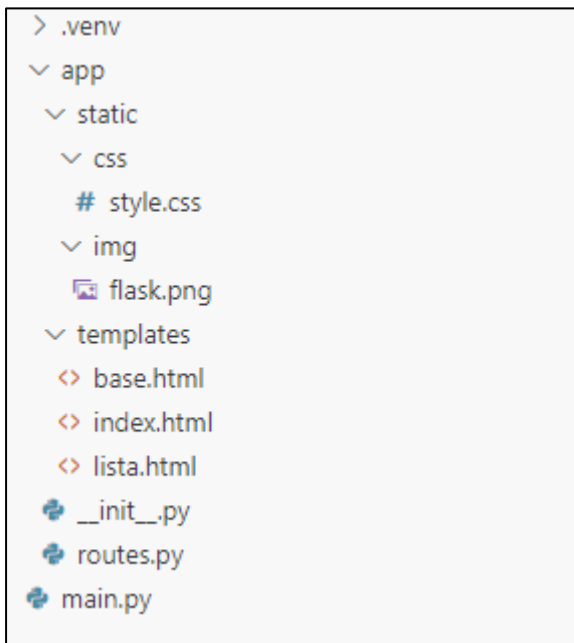 .venv
app
static
css
# style.css
img
flask.png
templates
<> base.html
<> index.html
<> lista.html
__init__.py
routes.py
main.py